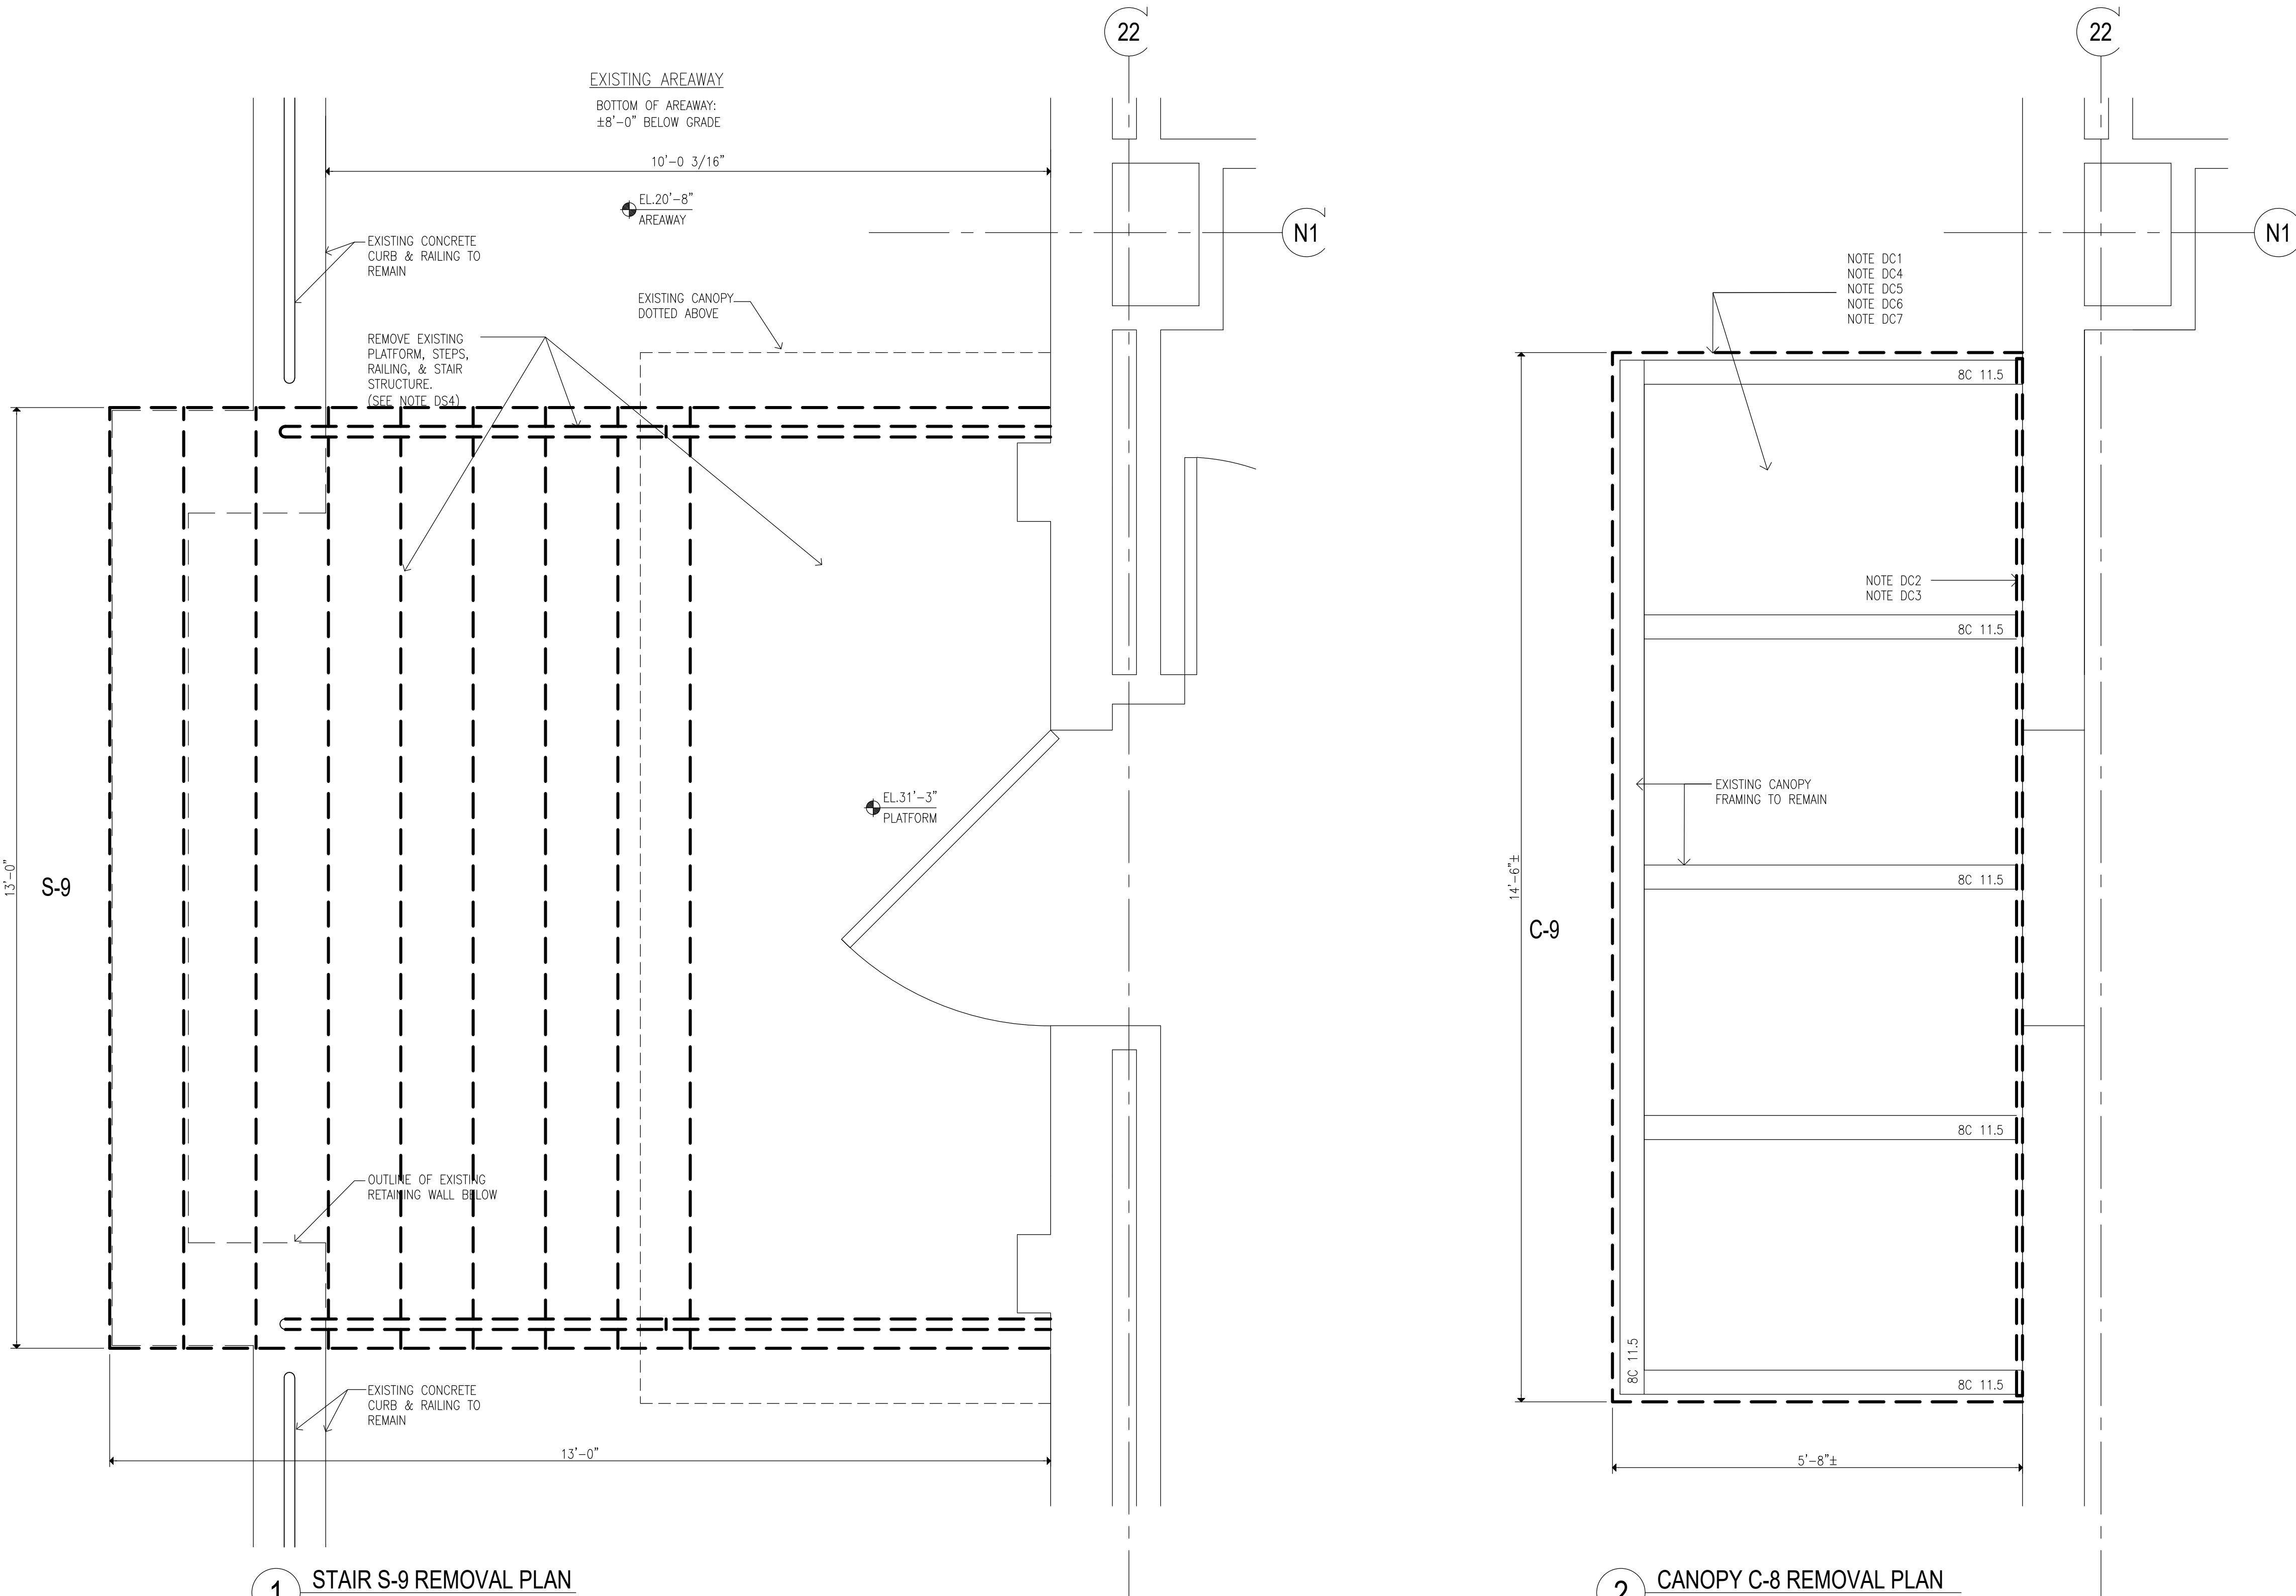 22
EXISTING AREAWAY
BOTTOM OF AREAWAY:
±8'-0" BELOW GRADE
10'-0 3/16"
EL.20'-8"
AREAWAY
N1
EXISTING CONCRETE
CURB & RAILING TO
REMAIN
EXISTING CANOPY
DOTTED ABOVE
REMOVE EXISTING
PLATFORM, STEPS,
RAILING, & STAIR
STRUCTURE.
(SEE NOTE DS4)
EL.31'-3"
PLATFORM
13'-0"
S-9
OUTLINE OF EXISTING
RETAINING WALL BELOW
EXISTING CONCRETE
CURB & RAILING TO
REMAIN
13'-0"
1
STAIR S-9 REMOVAL PLAN
22
N1
NOTE DC1
NOTE DC4
NOTE DC5
NOTE DC6
NOTE DC7
8C 11.5
NOTE DC2
NOTE DC3
8C 11.5
EXISTING CANOPY
FRAMING TO REMAIN
14'-6"±
C-9
8C 11.5
8C 11.5
8C 11.5
8C 11.5
5'-8"±
2
CANOPY C-8 REMOVAL PLAN